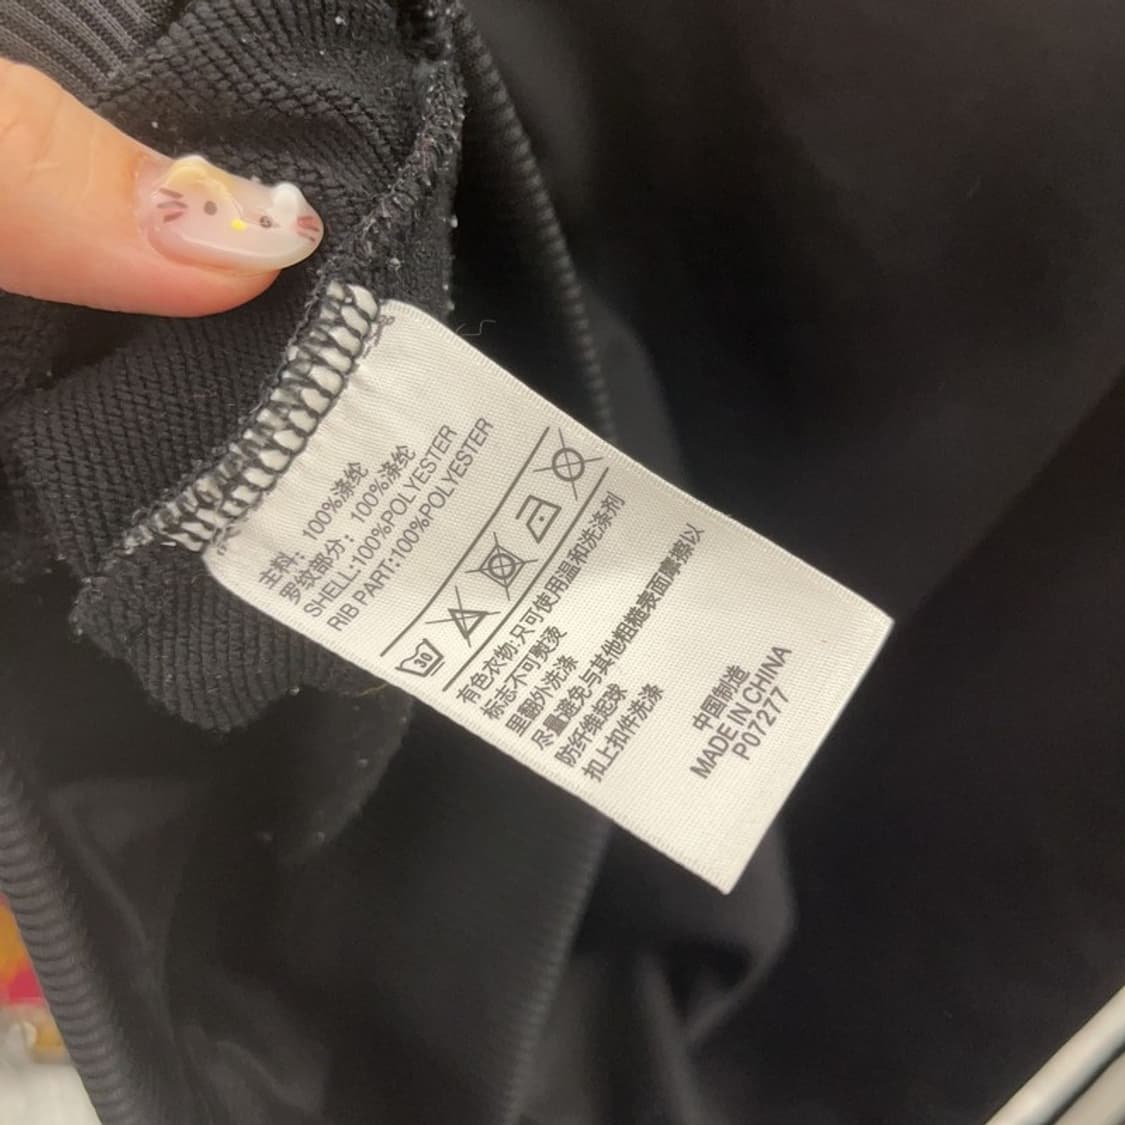 主料：100%涤纶
罗纹部分：100%涤纶
SHELL:100%POLYESTER
RIB PART:100%POLYESTER
30
有色衣物:只可使用温和洗涤剂
标志不可熨烫
里翻外洗涤
尽量避免与其他粗糙表面摩擦以
防纤维起球
扣上扣件洗涤
中国制造
MADE IN CHINA
P07277